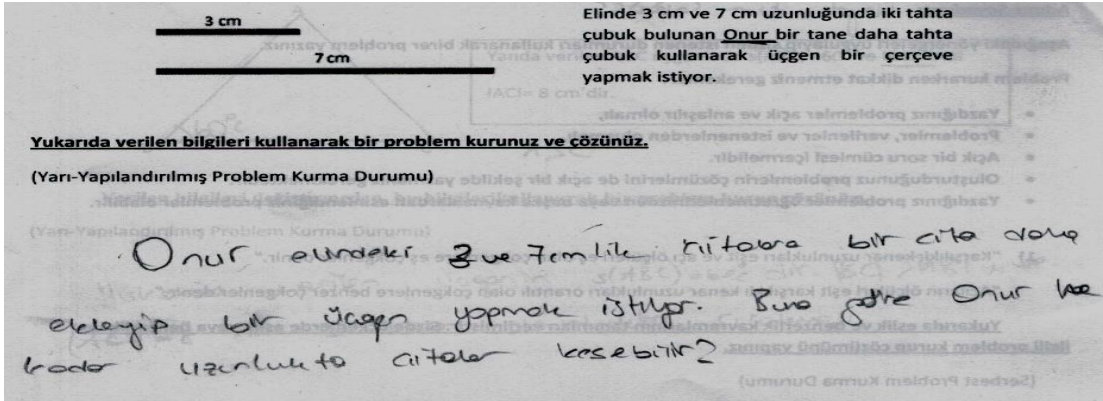 3 cm
7 cm
Elinde 3 cm ve 7 cm uzunluğunda iki tahta
çubuk bulunan Onur bir tane daha tahta
çubuk kullanarak üçgen bir çerçeve
yapmak istiyor.
Yukarıda verilen bilgileri kullanarak bir problem kurunuz ve çözünüz.
(Yarı-Yapılandırılmış Problem Kurma Durumu)
Onur elindeki 3 ve 7 cm lik çıtalara bir çıta daha
ekleyip bir üçgen yapmak istiyor. Buna göre Onur ne
kadar uzunlukta çıtalar kesebilir?